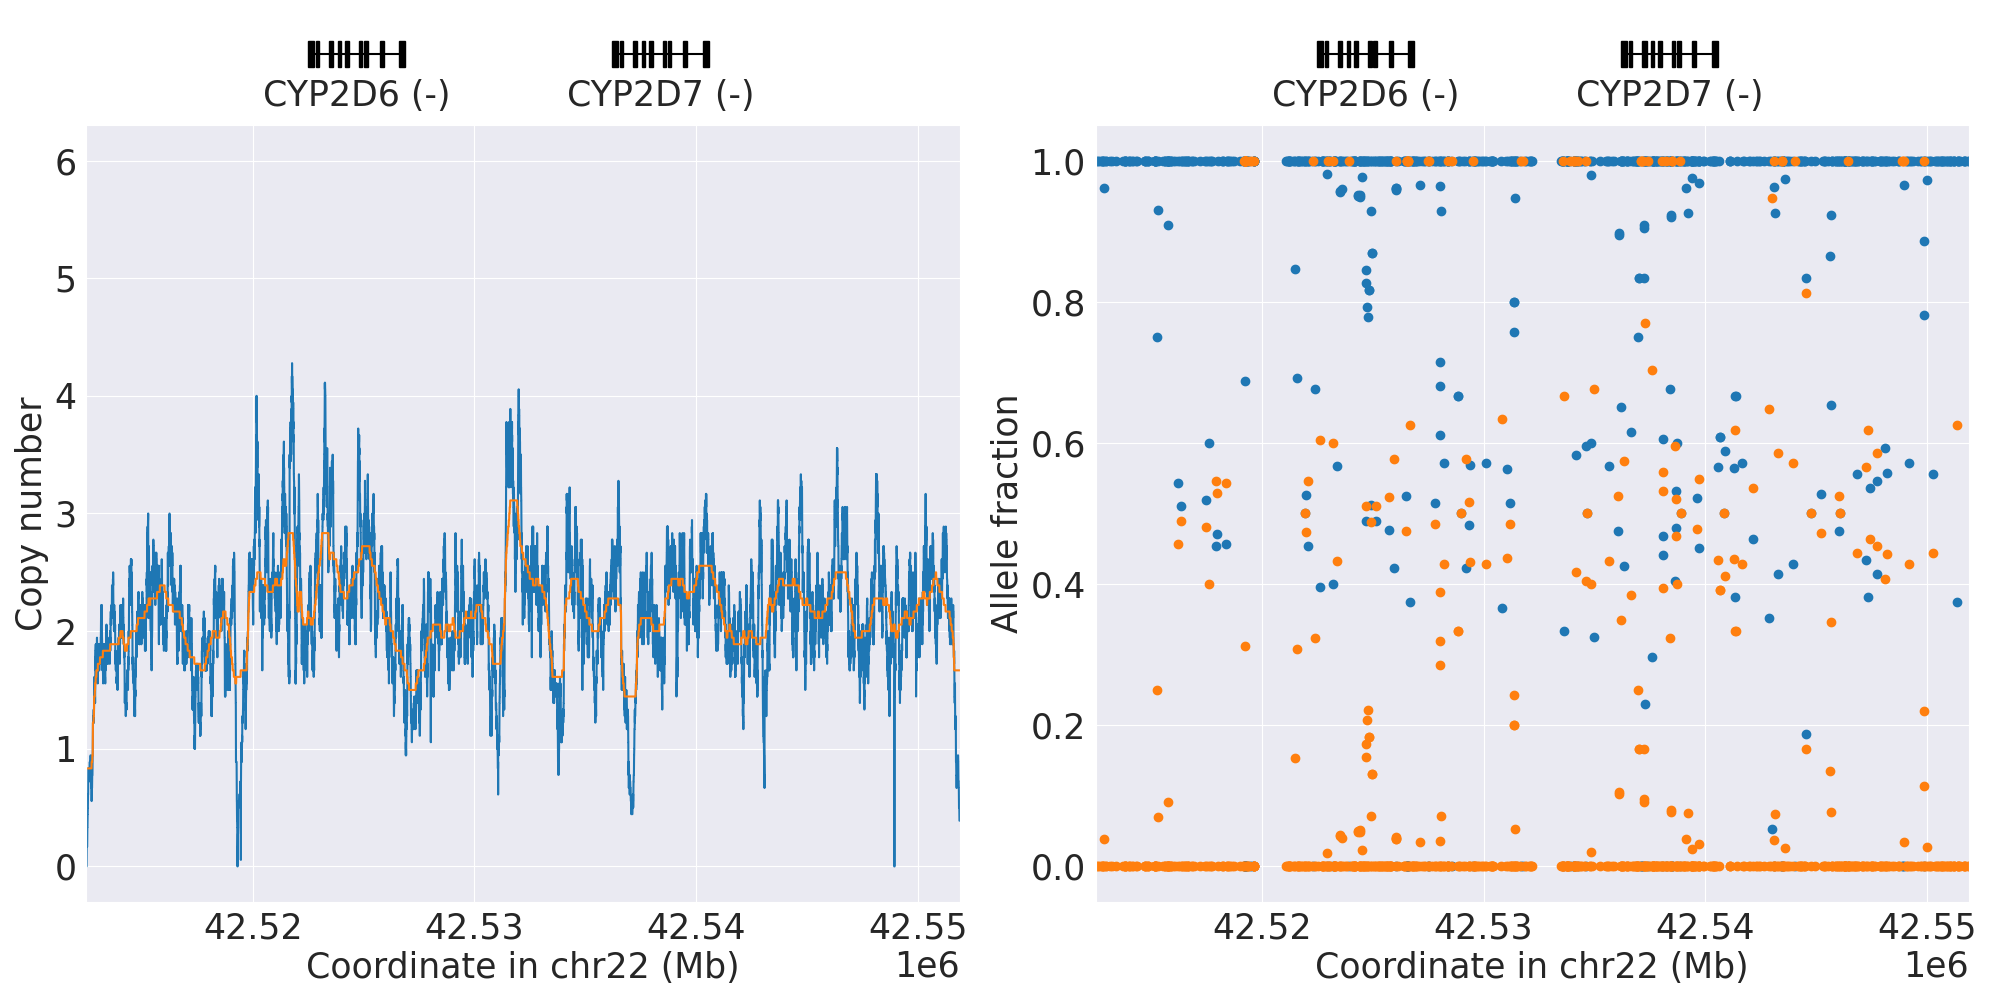 CYP2D6 (-) CYP2D7 (-)
Copy number
6
5
4
3
2
1
0
42.52 42.53 42.54 42.55
Coordinate in chr22 (Mb) 1e6
CYP2D6 (-) CYP2D7 (-)
Allele fraction
1.0
0.8
0.6
0.4
0.2
0.0
42.52 42.53 42.54 42.55
Coordinate in chr22 (Mb) 1e6